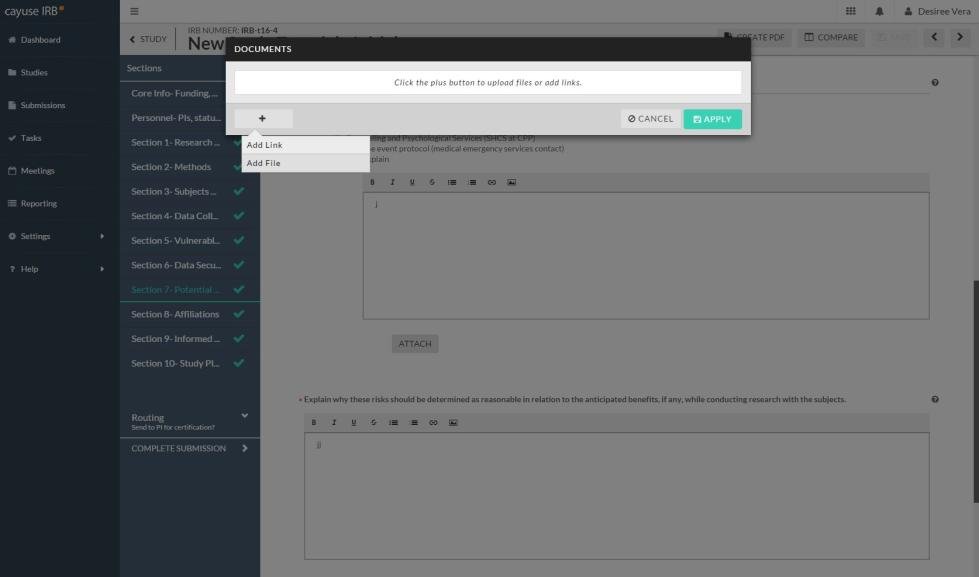 cayuse IRB
Desiree Vera
Dashboard
Studies
Submissions
Tasks
Meetings
Reporting
Settings
? Help
STUDY
IRB NUMBER: IRB-t16-4
New
CREATE PDF
COMPARE
SAVE
Sections
Core Info- Funding,...
Personnel- PIs, statu...
Section 1- Research ...
Section 2- Methods
Section 3- Subjects ...
Section 4- Data Coll...
Section 5- Vulnerabl...
Section 6- Data Secu...
Section 7- Potential ...
Section 8- Affiliations
Section 9- Informed ...
Section 10- Study Pl...
Routing
Send to PI for certification?
COMPLETE SUBMISSION
DOCUMENTS
Click the plus button to upload files or add links.
+
CANCEL
APPLY
Add Link
Add File
and Psychological Services (SHCS at CPP)
event protocol (medical emergency services contact)
B I U S
j
ATTACH
* Explain why these risks should be determined as reasonable in relation to the anticipated benefits, if any, while conducting research with the subjects.
B I U S
jj